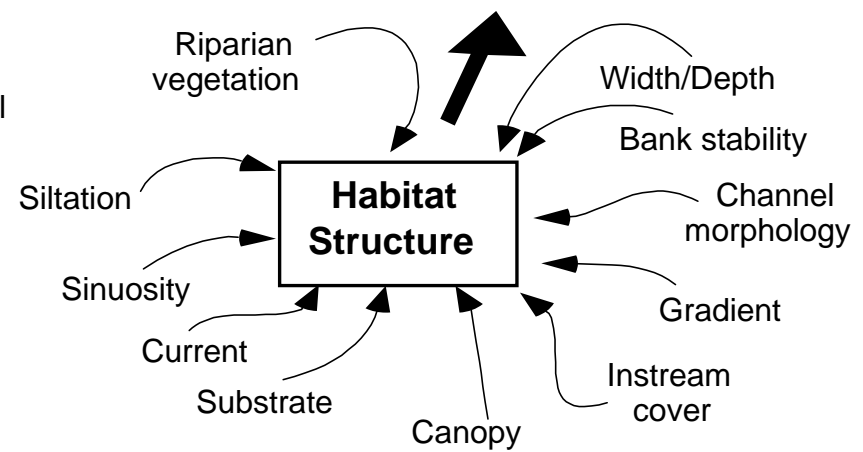 Riparian
vegetation
Width/Depth
l
Bank stability
Siltation
Habitat
Structure
Channel
morphology
Sinuosity
Gradient
Current
Instream
cover
Substrate
Canopy